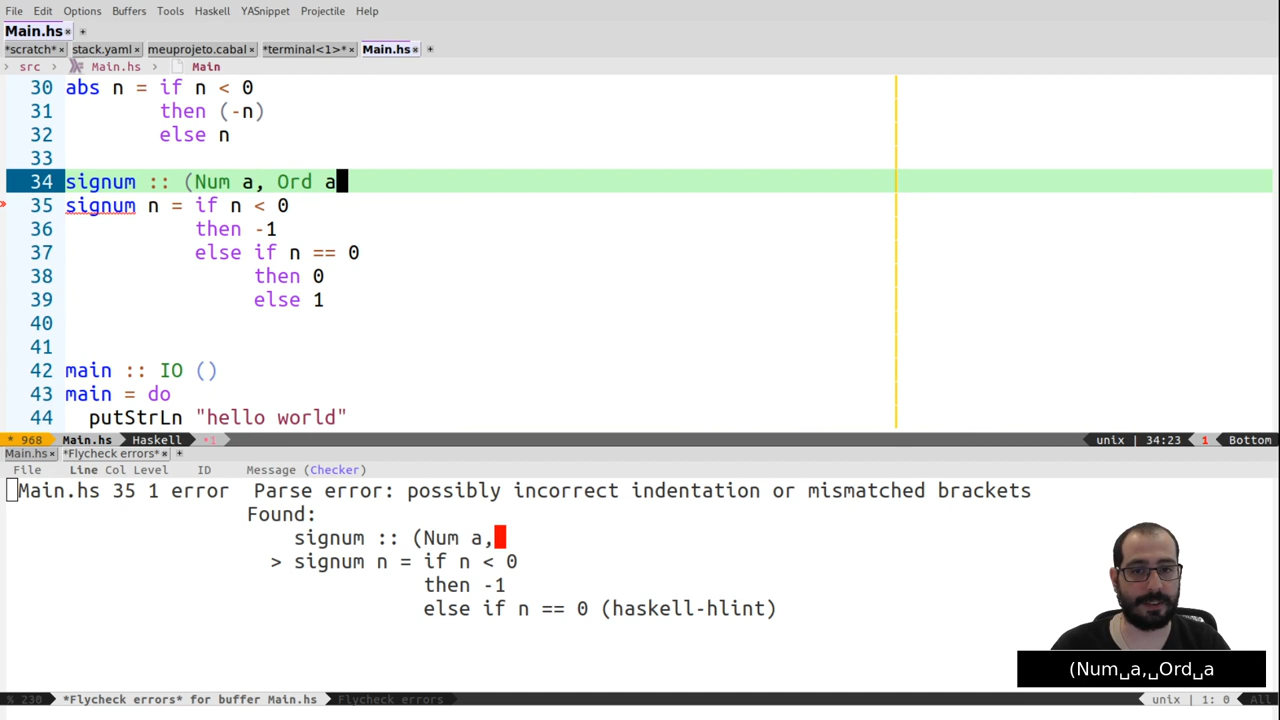 File Edit Options Buffers Tools Haskell YASnippet Projectile Help
Main.hs× +
*scratch*× stack.yaml× meuprojeto.cabal× *terminal<1>*× Main.hs× +
› src › Main.hs › Main
30 abs n = if n < 0
31 then (-n)
32 else n
33
34 signum :: (Num a, Ord a
» 35 signum n = if n < 0
36 then -1
37 else if n == 0
38 then 0
39 else 1
40
41
42 main :: IO ()
43 main = do
44 putStrLn "hello world"
* 968 Main.hs Haskell •1 unix | 34:23 1 Bottom
Main.hs× *Flycheck errors*× +
File Line Col Level ID Message (Checker)
Main.hs 35 1 error Parse error: possibly incorrect indentation or mismatched brackets
Found:
signum :: (Num a,
> signum n = if n < 0
then -1
else if n == 0 (haskell-hlint)
(Num␣a,␣Ord␣a
% 230 *Flycheck errors* for buffer Main.hs Flycheck errors unix | 1: 0 All